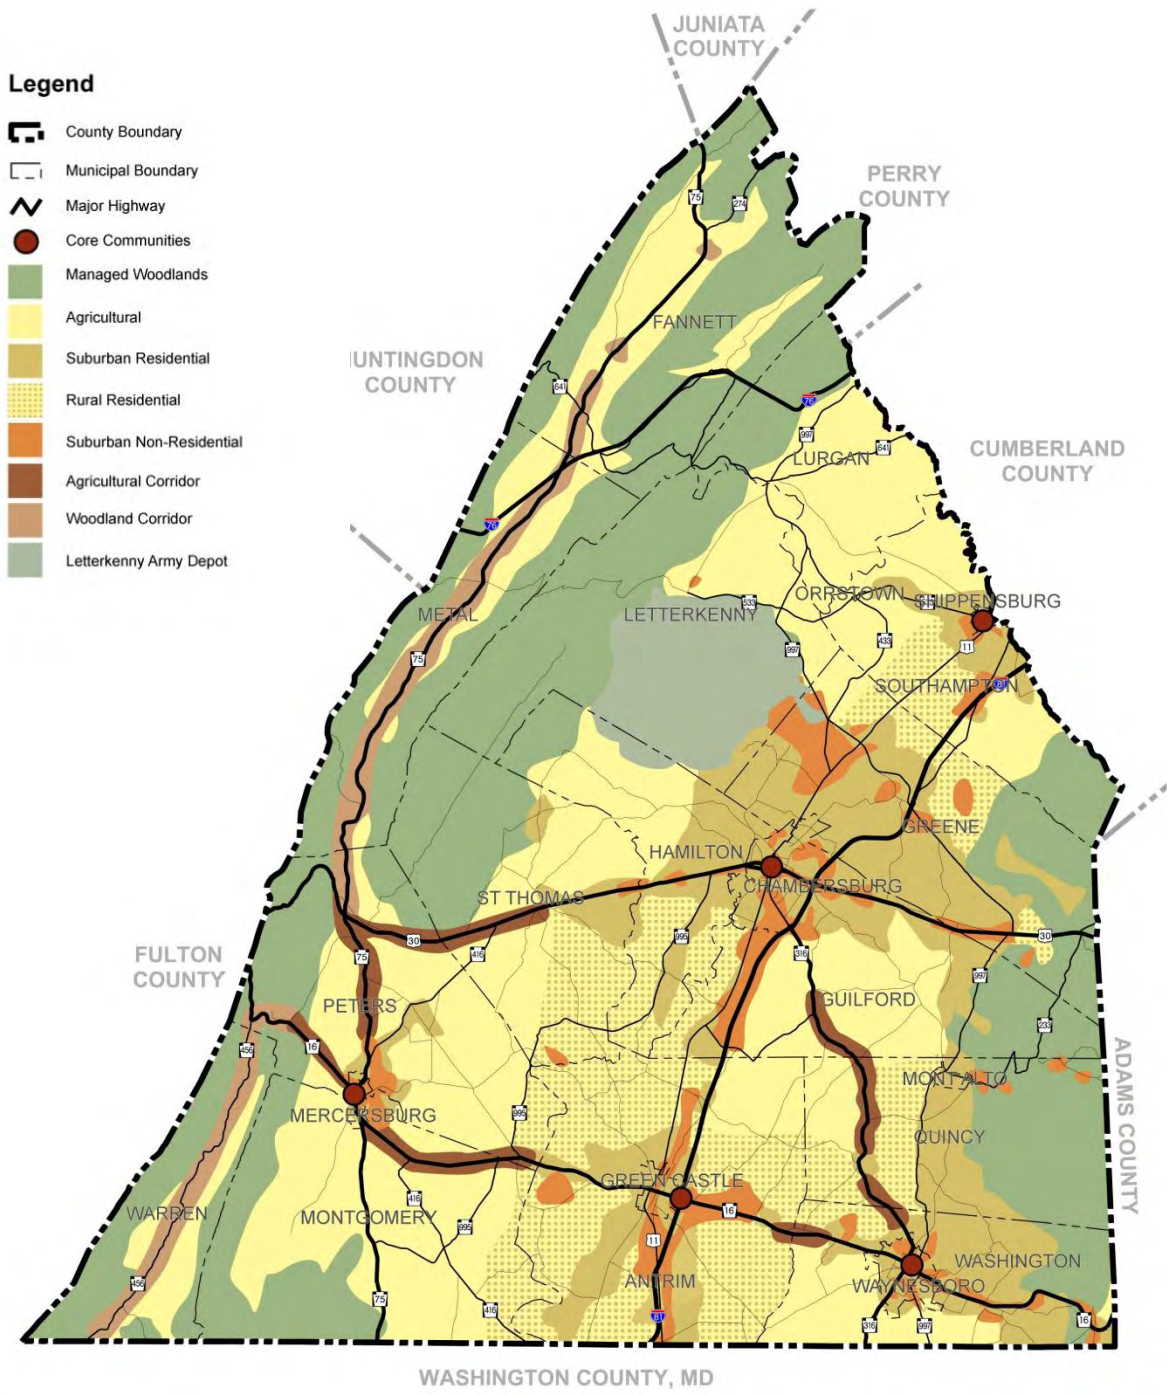 JUNIATA
COUNTY
Legend
County Boundary
Municipal Boundary
Major Highway
Core Communities
Managed Woodlands
Agricultural
Suburban Residential
Rural Residential
Suburban Non-Residential
Agricultural Corridor
Woodland Corridor
Letterkenny Army Depot
PERRY
COUNTY
75
274
FANNETT
UNTINGDON
COUNTY
641
76
997
641
LURGAN
CUMBERLAND
COUNTY
76
METAL
LETTERKENNY
533
ORRSTOWN
SHIPPENSBURG
997
433
11
75
SOUTHAMPTON
81
GREENE
HAMILTON
CHAMBERSBURG
ST THOMAS
30
416
995
316
30
75
FULTON
COUNTY
997
PETERS
GUILFORD
233
456
16
MONT ALTO
ADAMS COUNTY
MERCERSBURG
995
QUINCY
GREEN CASTLE
416
16
WARREN
MONTGOMERY
995
11
WASHINGTON
ANTRIM
WAYNESBORO
456
75
416
81
316
997
16
WASHINGTON COUNTY, MD